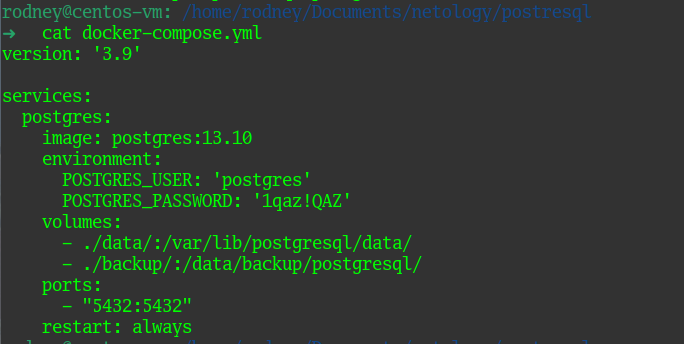 rodney@centos-vm: /home/rodney/Documents/netology/postresql
➜ cat docker-compose.yml
version: '3.9'

services:
  postgres:
    image: postgres:13.10
    environment:
      POSTGRES_USER: 'postgres'
      POSTGRES_PASSWORD: '1qaz!QAZ'
    volumes:
      - ./data/:/var/lib/postgresql/data/
      - ./backup/:/data/backup/postgresql/
    ports:
      - "5432:5432"
    restart: always